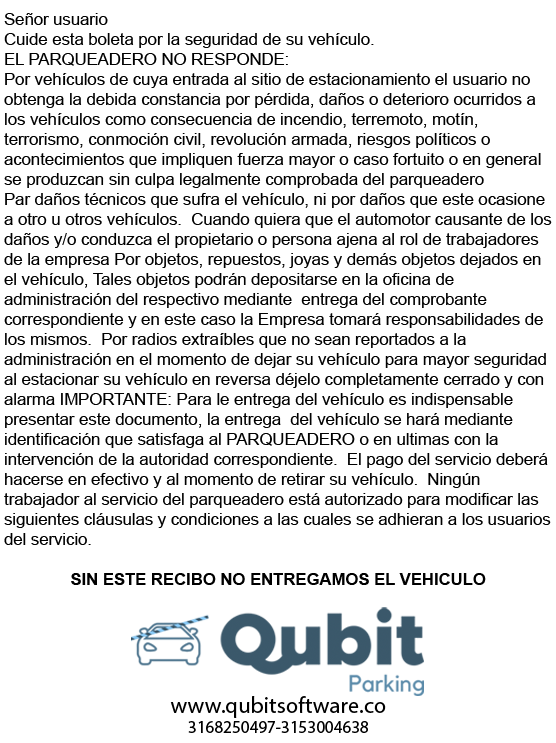 Señor usuario
Cuide esta boleta por la seguridad de su vehículo.
EL PARQUEADERO NO RESPONDE:
Por vehículos de cuya entrada al sitio de estacionamiento el usuario no
obtenga la debida constancia por pérdida, daños o deterioro ocurridos a
los vehículos como consecuencia de incendio, terremoto, motín,
terrorismo, conmoción civil, revolución armada, riesgos políticos o
acontecimientos que impliquen fuerza mayor o caso fortuito o en general
se produzcan sin culpa legalmente comprobada del parqueadero
Par daños técnicos que sufra el vehículo, ni por daños que este ocasione
a otro u otros vehículos.  Cuando quiera que el automotor causante de los
daños y/o conduzca el propietario o persona ajena al rol de trabajadores
de la empresa Por objetos, repuestos, joyas y demás objetos dejados en
el vehículo, Tales objetos podrán depositarse en la oficina de
administración del respectivo mediante  entrega del comprobante
correspondiente y en este caso la Empresa tomará responsabilidades de
los mismos.  Por radios extraíbles que no sean reportados a la
administración en el momento de dejar su vehículo para mayor seguridad
al estacionar su vehículo en reversa déjelo completamente cerrado y con
alarma IMPORTANTE: Para le entrega del vehículo es indispensable
presentar este documento, la entrega  del vehículo se hará mediante
identificación que satisfaga al PARQUEADERO o en ultimas con la
intervención de la autoridad correspondiente.  El pago del servicio deberá
hacerse en efectivo y al momento de retirar su vehículo.  Ningún
trabajador al servicio del parqueadero está autorizado para modificar las
siguientes cláusulas y condiciones a las cuales se adhieran a los usuarios
del servicio.
SIN ESTE RECIBO NO ENTREGAMOS EL VEHICULO
Qubit
Parking
www.qubitsoftware.co
3168250497-3153004638